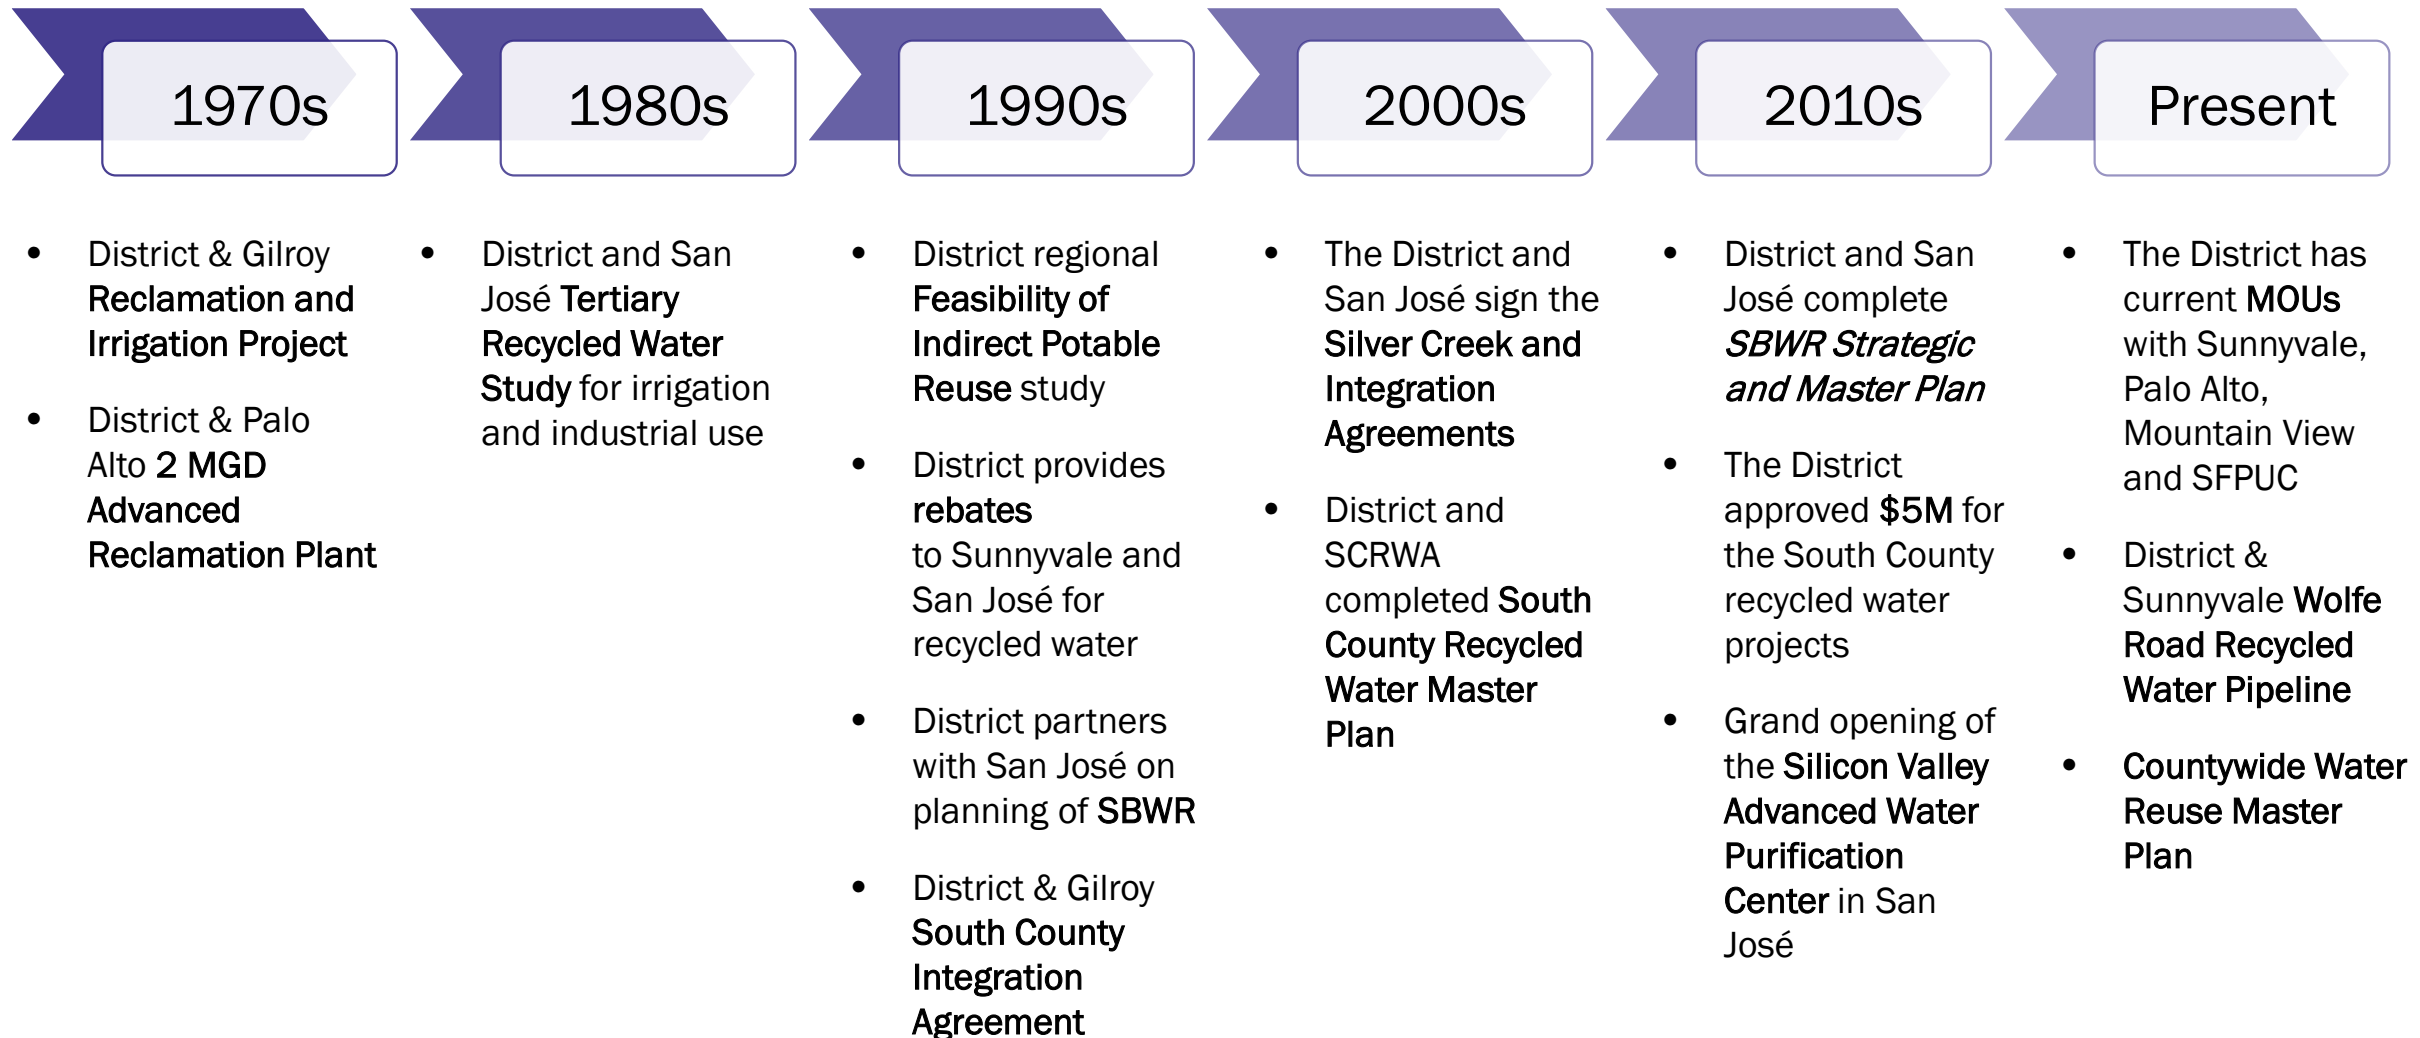 1970s
1980s
1990s
2000s
2010s
Present
• District & Gilroy
Reclamation and
Irrigation Project
• District & Palo
Alto 2 MGD
Advanced
Reclamation Plant
• District and San
José Tertiary
Recycled Water
Study for irrigation
and industrial use
• District regional
Feasibility of
Indirect Potable
Reuse study
• District provides
rebates
to Sunnyvale and
San José for
recycled water
• District partners
with San José on
planning of SBWR
• District & Gilroy
South County
Integration
Agreement
• The District and
San José sign the
Silver Creek and
Integration
Agreements
• District and
SCRWA
completed South
County Recycled
Water Master
Plan
• District and San
José complete
SBWR Strategic
and Master Plan
• The District
approved $5M for
the South County
recycled water
projects
• Grand opening of
the Silicon Valley
Advanced Water
Purification
Center in San
José
• The District has
current MOUs
with Sunnyvale,
Palo Alto,
Mountain View
and SFPUC
• District &
Sunnyvale Wolfe
Road Recycled
Water Pipeline
• Countywide Water
Reuse Master
Plan